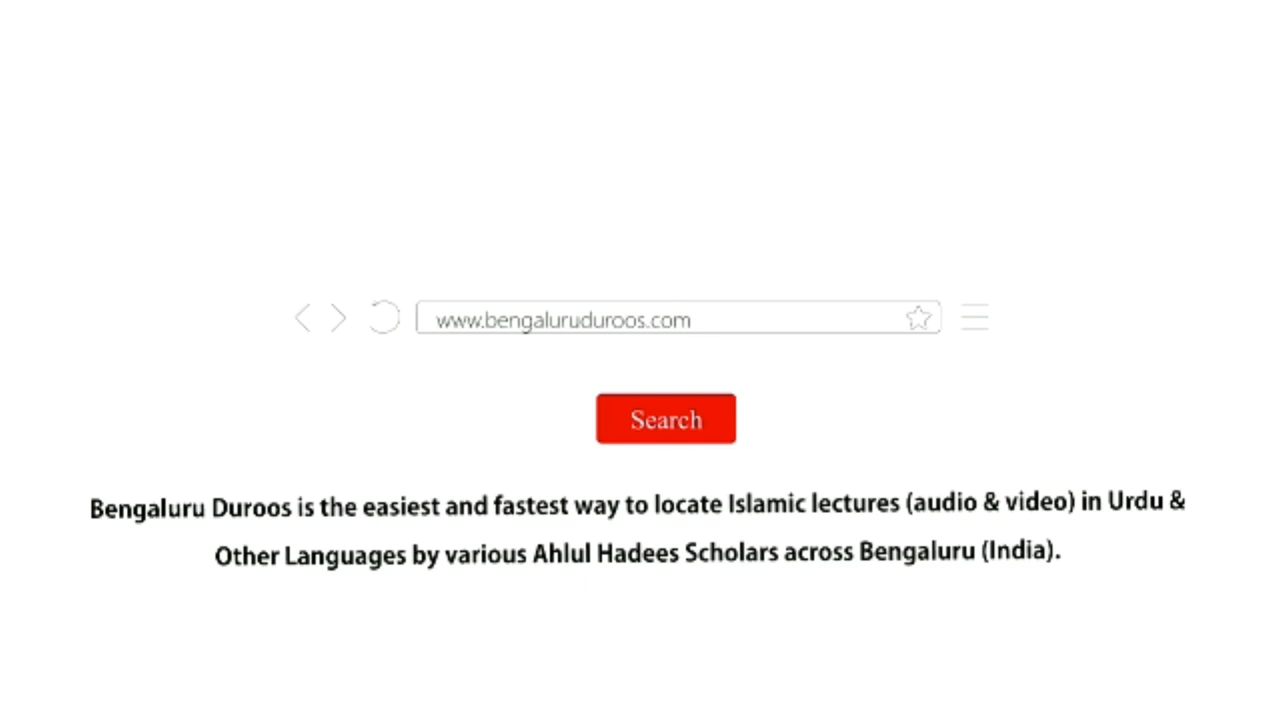 www.bengaluruduroos.com
Search
Bengaluru Duroos is the easiest and fastest way to locate Islamic lectures (audio & video) in Urdu &
Other Languages by various Ahlul Hadees Scholars across Bengaluru (India).